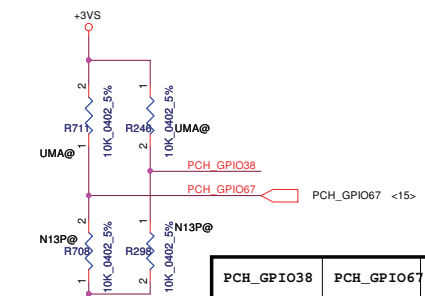 +3VS
2
R711
UMA@
1
10K_0402_5%
1
R246
UMA@
2
10K_0402_5%
PCH_GPIO38
PCH_GPIO67
PCH_GPIO67 <15>
2
N13P@
R708
1
10K_0402_5%
1
N13P@
R298
2
10K_0402_5%
PCH_GPIO38 PCH_GPIO67